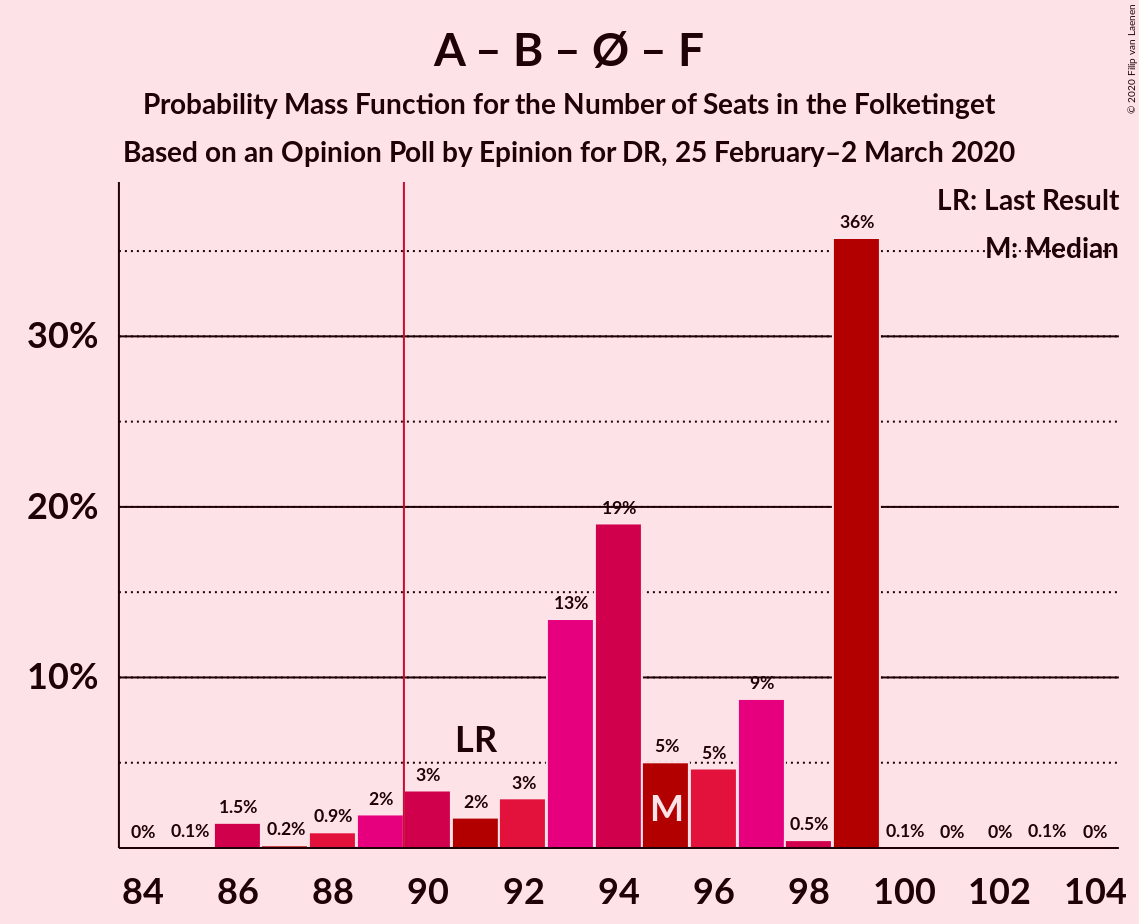 A – B – Ø – F
Probability Mass Function for the Number of Seats in the Folketinget
Based on an Opinion Poll by Epinion for DR, 25 February–2 March 2020
© 2020 Filip van Laenen
LR: Last Result
M: Median
30%
20%
10%
0%
0.1%
1.5%
0.2%
0.9%
2%
3%
2%
3%
13%
19%
5%
5%
9%
0.5%
36%
0.1%
0%
0%
0.1%
0%
LR
M
84 86 88 90 92 94 96 98 100 102 104